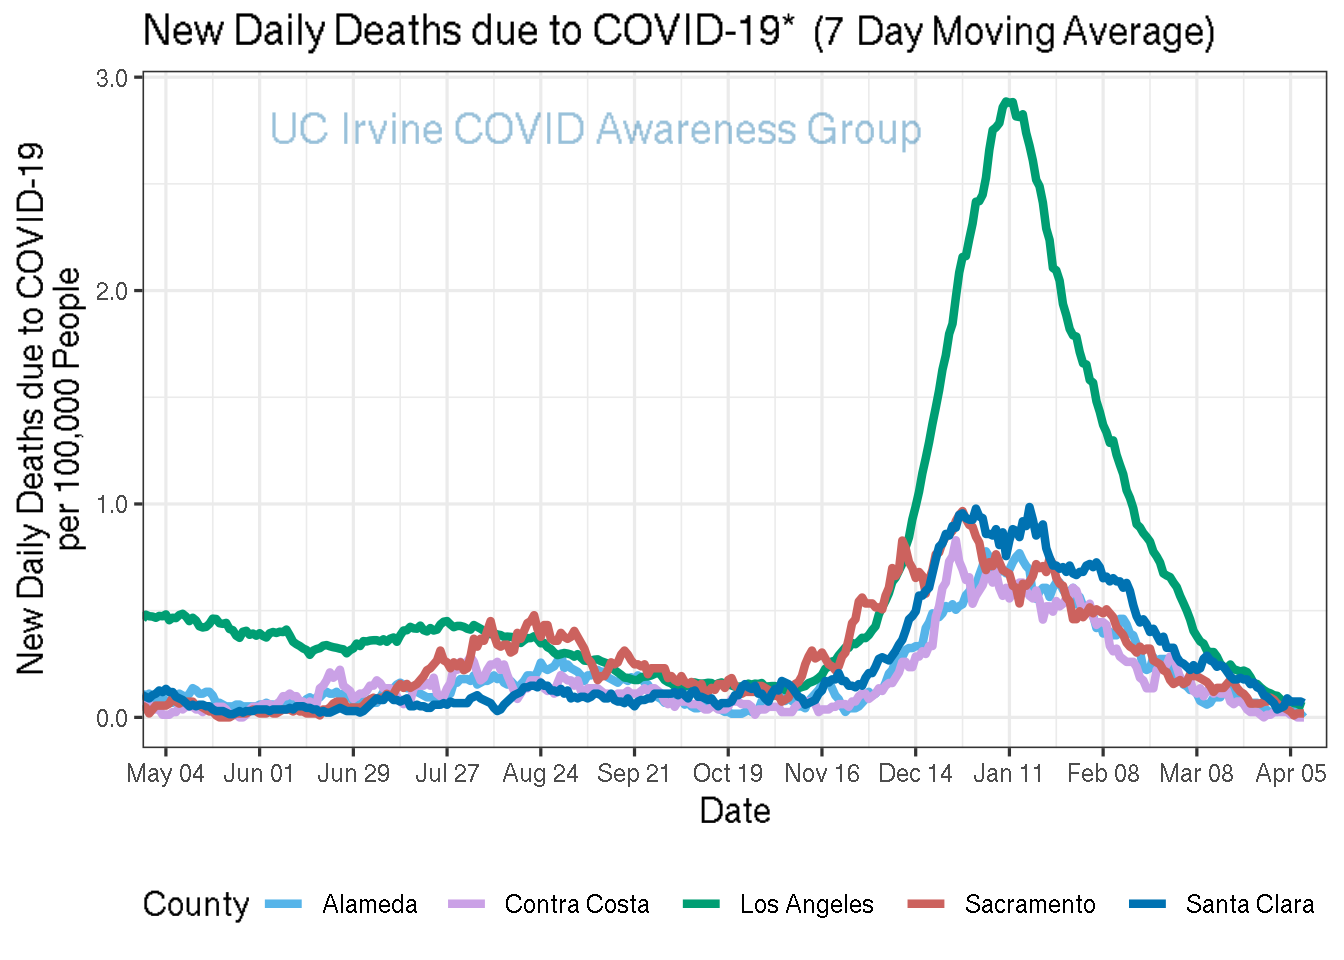 New Daily Deaths due to COVID-19* (7 Day Moving Average)
UC Irvine COVID Awareness Group
New Daily Deaths due to COVID-19
per 100,000 People
3.0
2.0
1.0
0.0
May 04 Jun 01 Jun 29 Jul 27 Aug 24 Sep 21 Oct 19 Nov 16 Dec 14 Jan 11 Feb 08 Mar 08 Apr 05
Date
County Alameda Contra Costa Los Angeles Sacramento Santa Clara